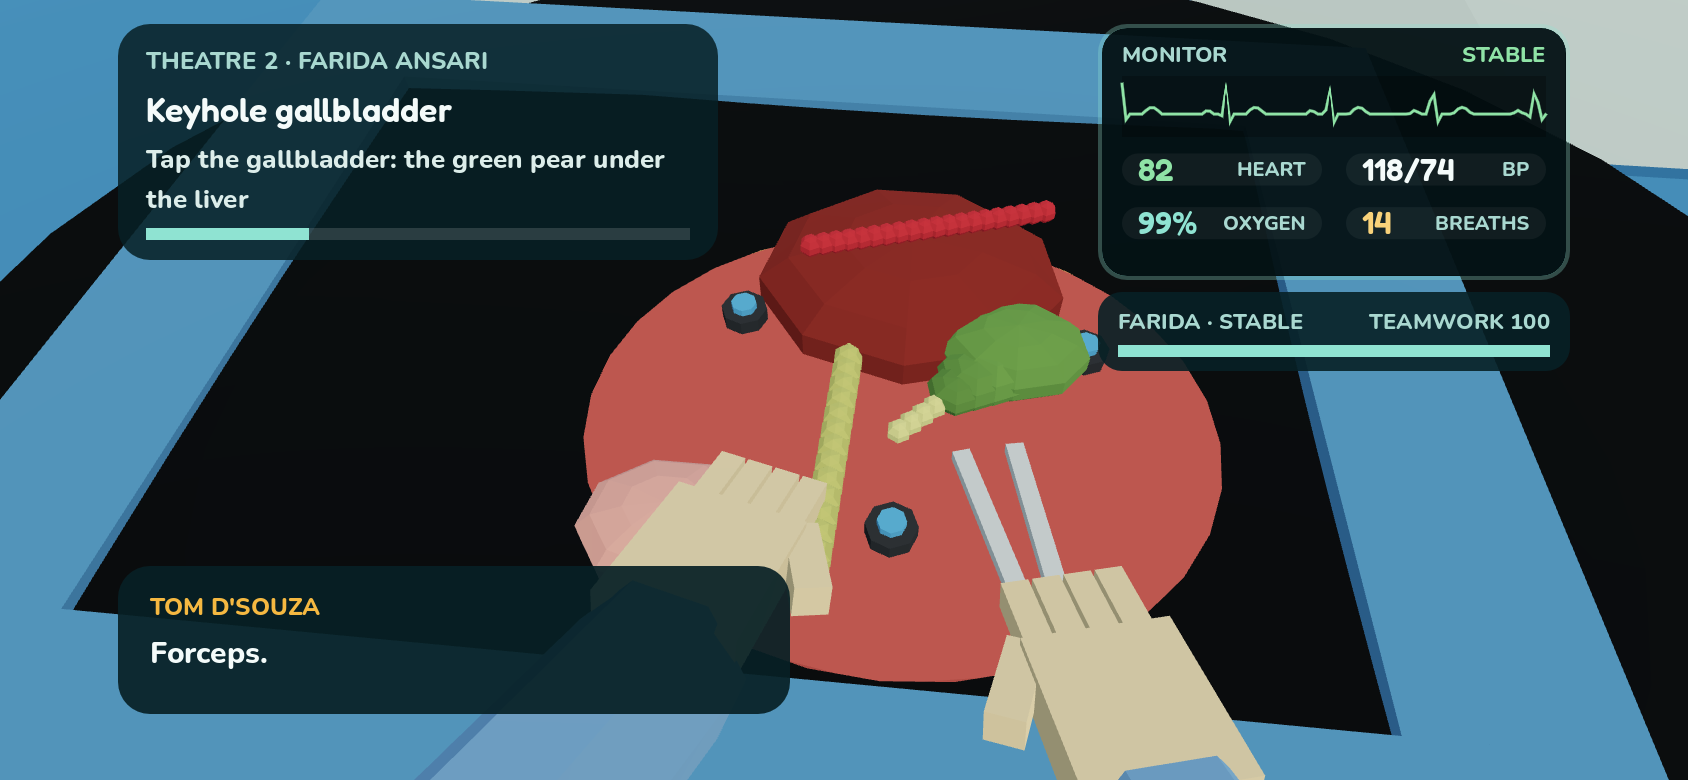 THEATRE 2 · FARIDA ANSARI
Keyhole gallbladder
Tap the gallbladder: the green pear under
the liver
MONITOR STABLE
82 HEART 118/74 BP
99% OXYGEN 14 BREATHS
FARIDA · STABLE TEAMWORK 100
TOM D'SOUZA
Forceps.